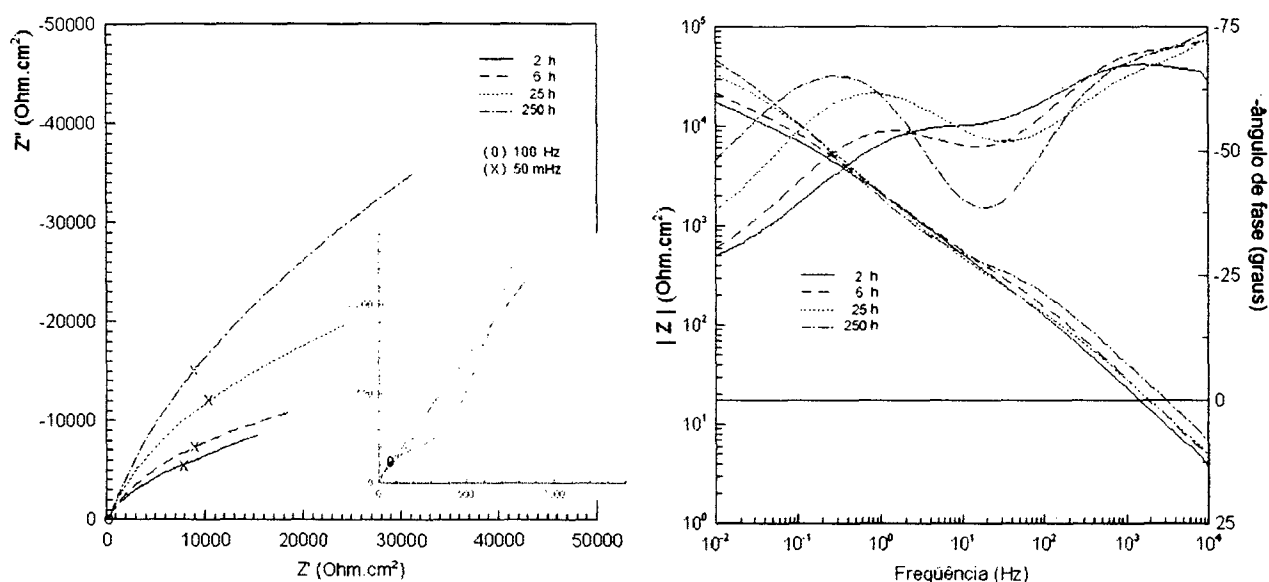 -50000
-40000
-30000
-20000
-10000
0
Z'' (Ohm.cm²)
2 h
6 h
25 h
250 h
(0) 100 Hz
(X) 50 mHz
0
500
0
10000
20000
30000
40000
50000
Z' (Ohm.cm²)
10⁵
10⁴
10³
10²
10¹
10⁰
| Z | (Ohm.cm²)
2 h
6 h
25 h
250 h
-75
-50
-25
0
25
-ângulo de fase (graus)
10⁻²
10⁻¹
10⁰
10¹
10²
10³
10⁴
Freqüência (Hz)